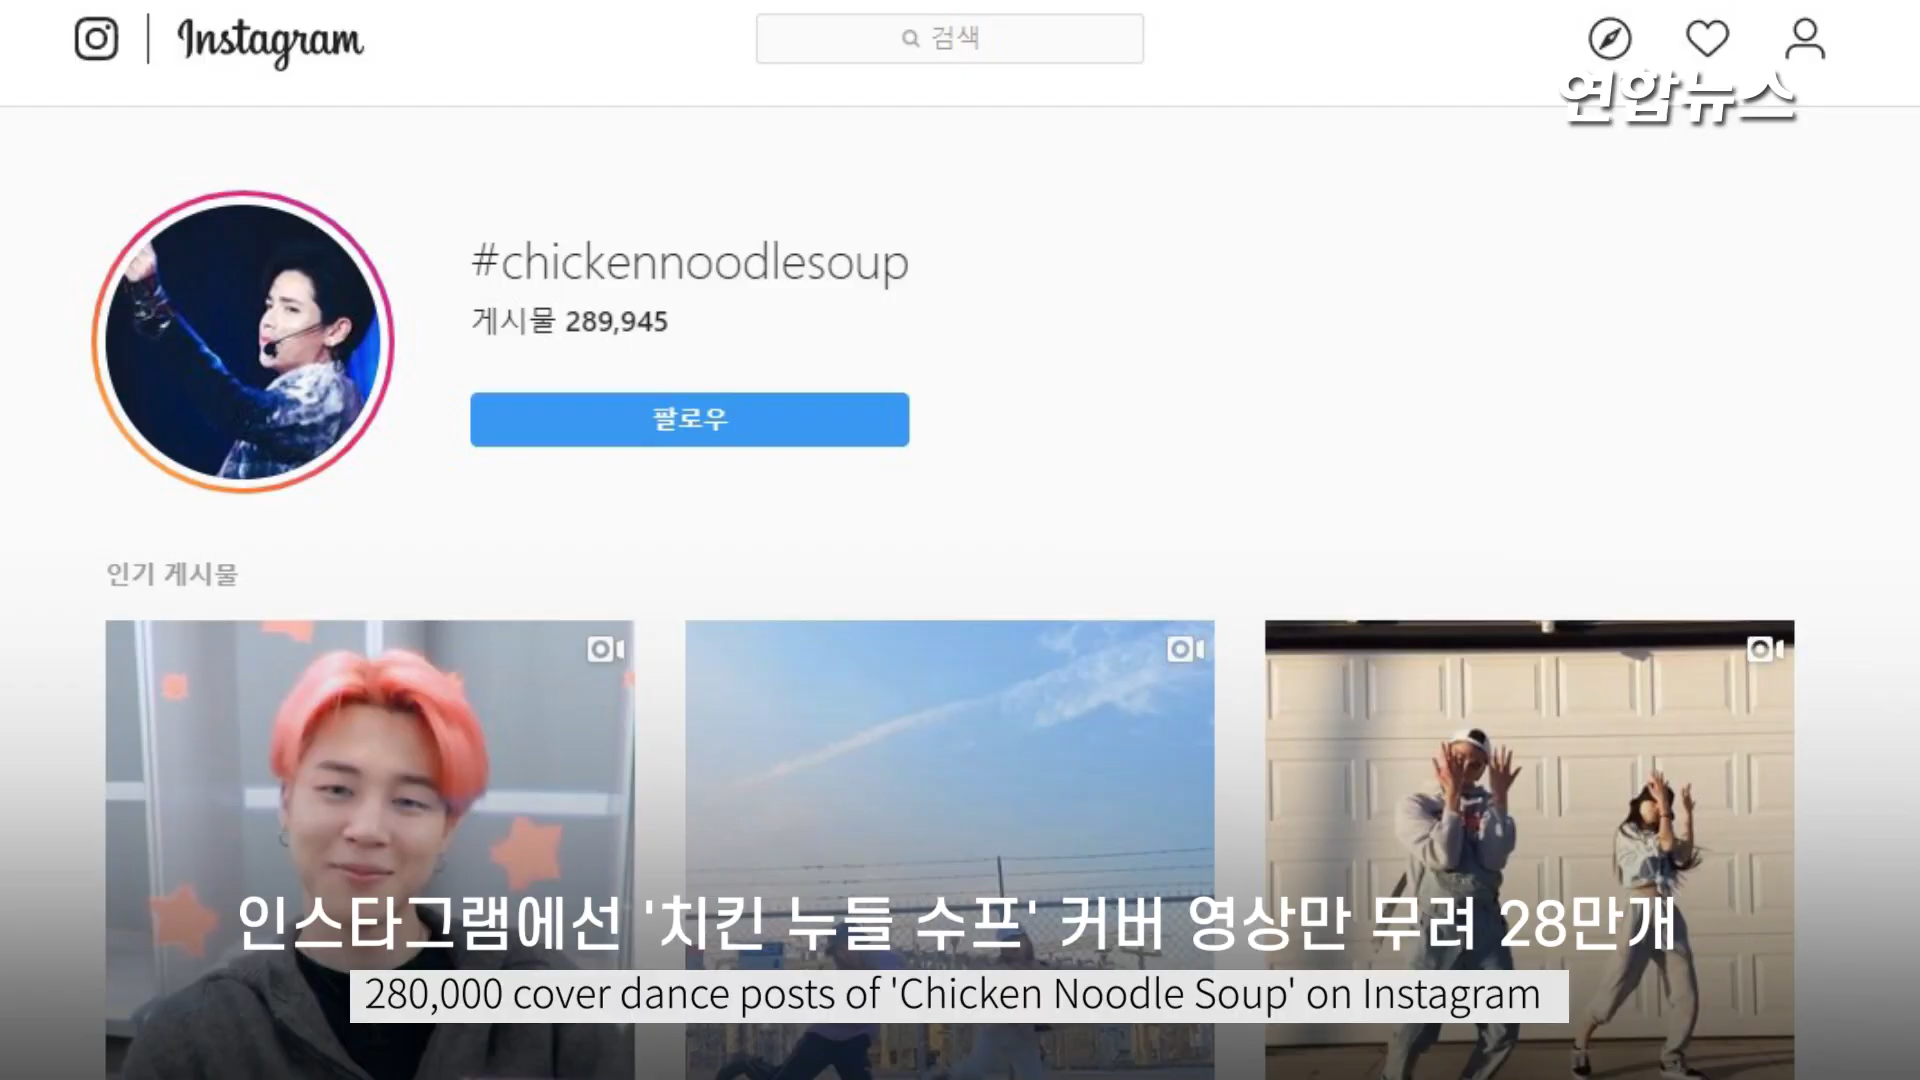 Instagram
검색
연합뉴스
#chickennoodlesoup
게시물 289,945
팔로우
인기 게시물
인스타그램에선 '치킨 누들 수프' 커버 영상만 무려 28만개
280,000 cover dance posts of 'Chicken Noodle Soup' on Instagram